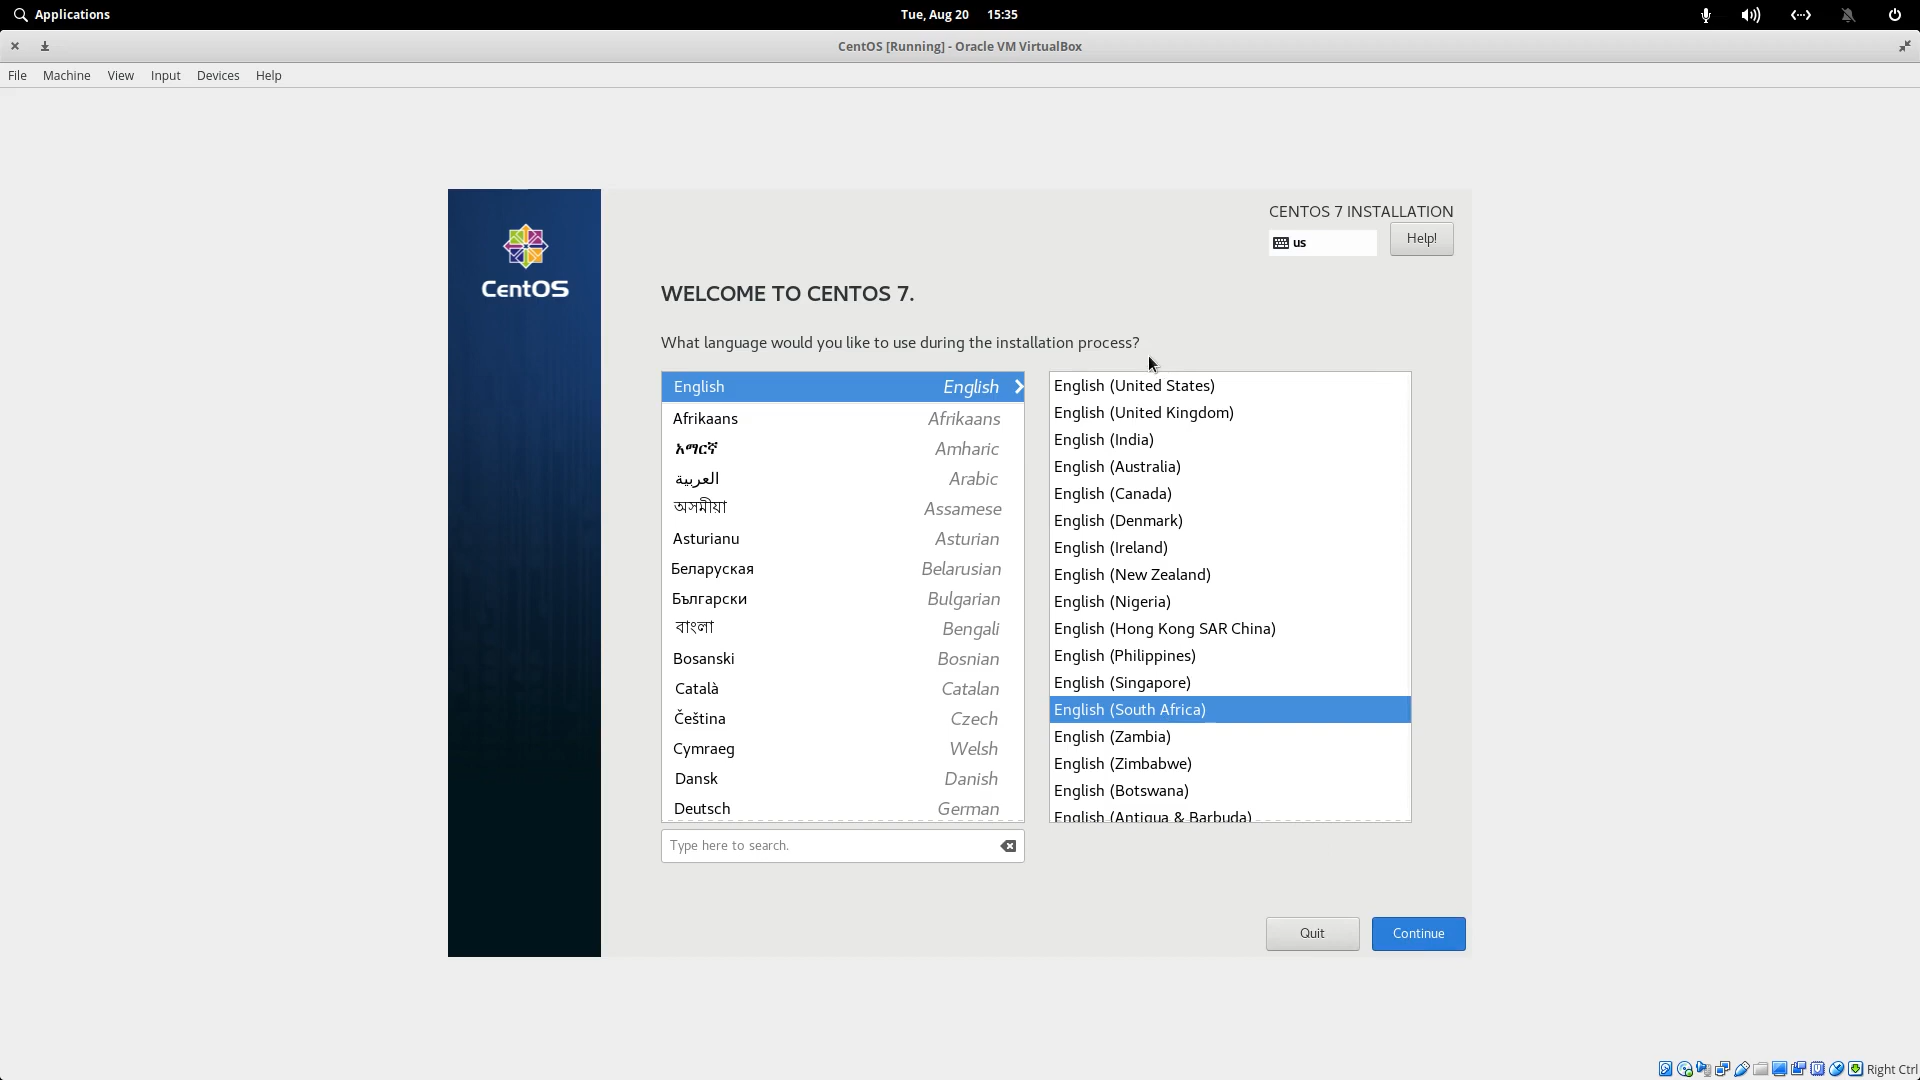 Applications
Tue, Aug 20 15:35
CentOS [Running] - Oracle VM VirtualBox
File Machine View Input Devices Help
CentOS
CENTOS 7 INSTALLATION
us
Help!
WELCOME TO CENTOS 7.
What language would you like to use during the installation process?
English English
Afrikaans Afrikaans
አማርኛ Amharic
العربية Arabic
অসমীয়া Assamese
Asturianu Asturian
Беларуская Belarusian
Български Bulgarian
বাংলা Bengali
Bosanski Bosnian
Català Catalan
Čeština Czech
Cymraeg Welsh
Dansk Danish
Deutsch German
Type here to search.
English (United States)
English (United Kingdom)
English (India)
English (Australia)
English (Canada)
English (Denmark)
English (Ireland)
English (New Zealand)
English (Nigeria)
English (Hong Kong SAR China)
English (Philippines)
English (Singapore)
English (South Africa)
English (Zambia)
English (Zimbabwe)
English (Botswana)
English (Antigua & Barbuda)
Quit
Continue
Right Ctrl